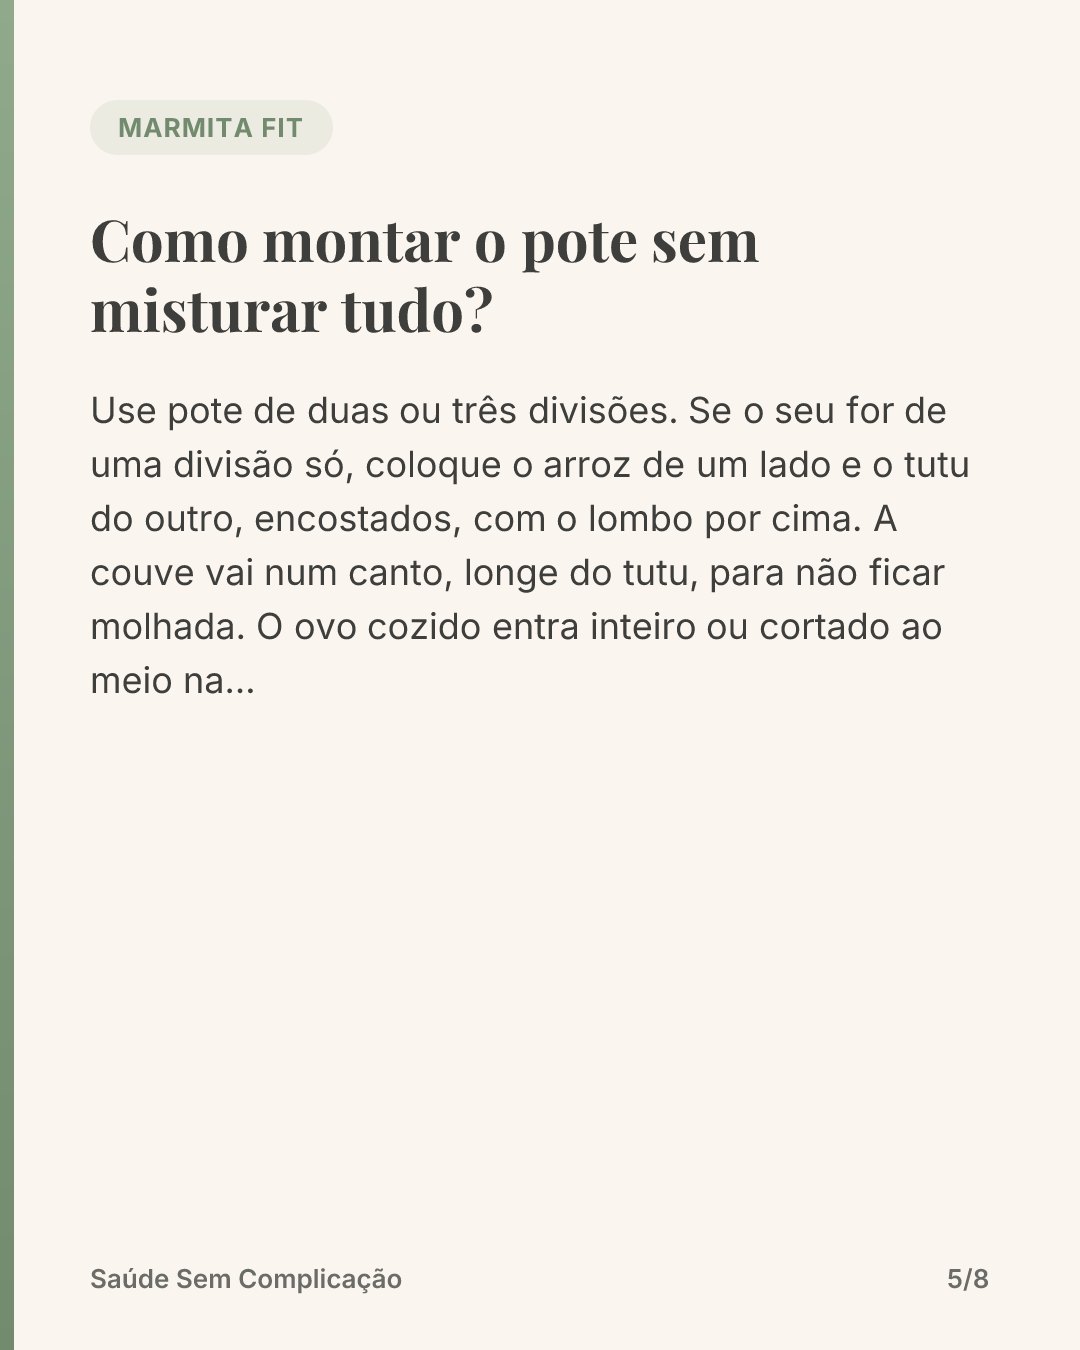 MARMITA FIT
Como montar o pote sem
misturar tudo?
Use pote de duas ou três divisões. Se o seu for de
uma divisão só, coloque o arroz de um lado e o tutu
do outro, encostados, com o lombo por cima. A
couve vai num canto, longe do tutu, para não ficar
molhada. O ovo cozido entra inteiro ou cortado ao
meio na...
Saúde Sem Complicação
5/8